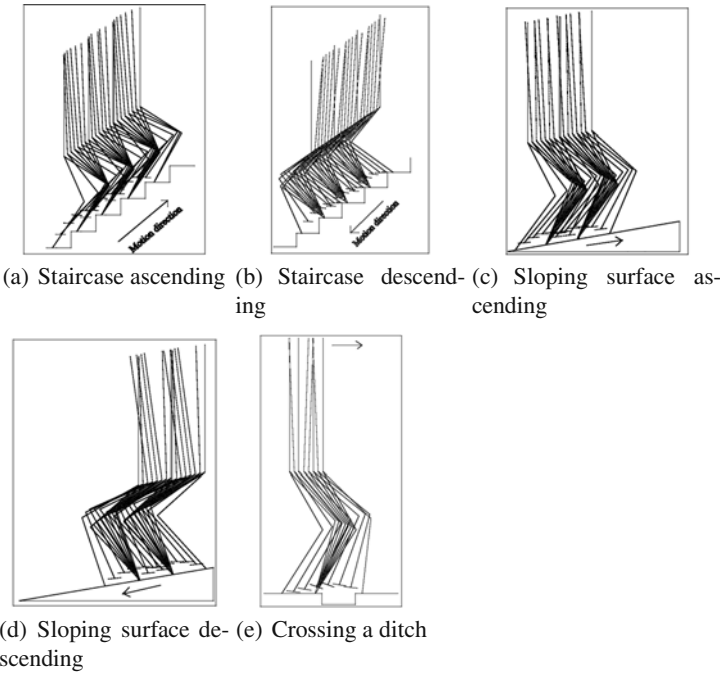 Motion direction
Motion direction
(a) Staircase ascending (b) Staircase descend- (c) Sloping surface as-
ing cending
(d) Sloping surface de- (e) Crossing a ditch
scending